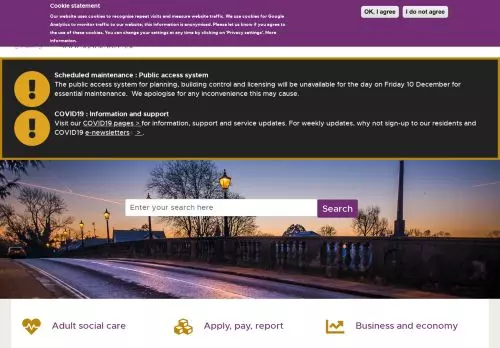 Cookie statement
Our website uses cookies to recognise repeat visits and measure website traffic. We use cookies for Google
Analytics to monitor traffic to our website; this information is anonymised. Please let us know if you agree to
the use of these cookies. You can change your settings at any time by clicking on 'Privacy settings'. More
information.
OK, I agree
I do not agree
Scheduled maintenance : Public access system
The public access system for planning, building control and licensing will be unavailable for the day on Friday 10 December for
essential maintenance. We apologise for any inconvenience this may cause.
COVID19 : Information and support
Visit our COVID19 pages > for information, support and service updates. For weekly updates, why not sign-up to our residents and
COVID19 e-newsletters > .
Enter your search here
Search
Adult social care
Apply, pay, report
Business and economy